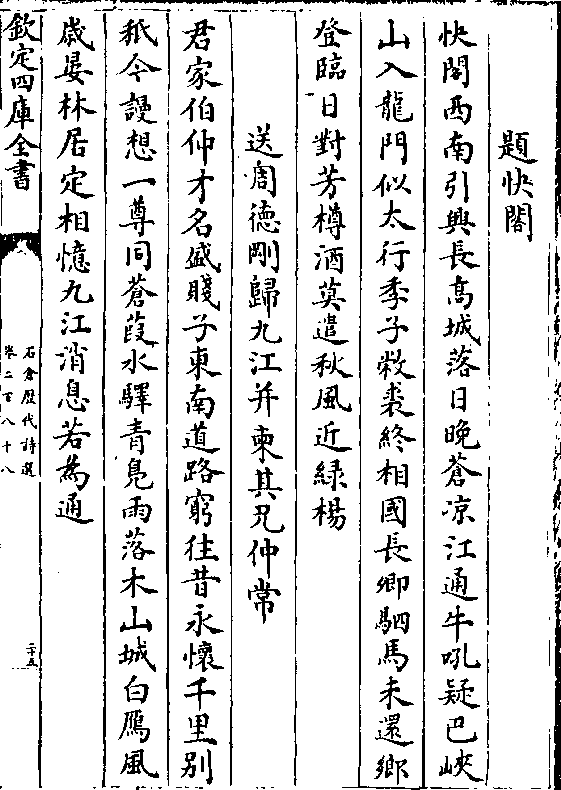 題快閣
快閣西南引興長高城落日晚蒼凉江通牛吼疑巴峽
山入龍門似太行季子敝裘終相國長卿駟馬未還鄉
登臨日對芳樽酒莫遣秋風近緑楊
送周德剛歸九江并柬其兄仲常
君家伯仲才名盛賤子東南道路窮往昔永懷千里别
秖今謾想一尊同蒼葭水驛青鳬雨落木山城白鴈風
歳晏林居定相憶九江消息若為通
欽定四庫全書
石倉歴代詩選
卷二百八十八
二十五